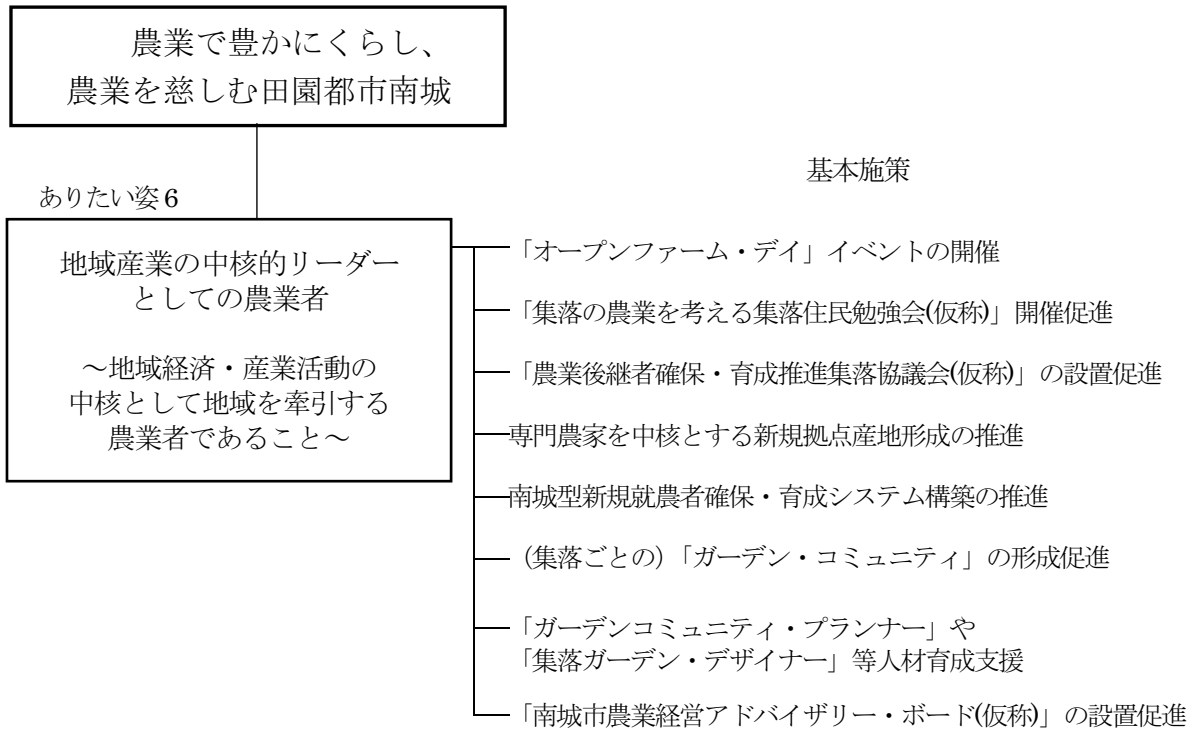 農業で豊かにくらし、
農業を慈しむ田園都市南城
基本施策
ありたい姿6
地域産業の中核的リーダー
としての農業者
～地域経済・産業活動の
中核として地域を牽引する
農業者であること～
「オープンファーム・デイ」イベントの開催
「集落の農業を考える集落住民勉強会(仮称)」開催促進
「農業後継者確保・育成推進集落協議会(仮称)」の設置促進
専門農家を中核とする新規拠点産地形成の推進
南城型新規就農者確保・育成システム構築の推進
（集落ごとの）「ガーデン・コミュニティ」の形成促進
「ガーデンコミュニティ・プランナー」や
「集落ガーデン・デザイナー」等人材育成支援
「南城市農業経営アドバイザリー・ボード(仮称)」の設置促進